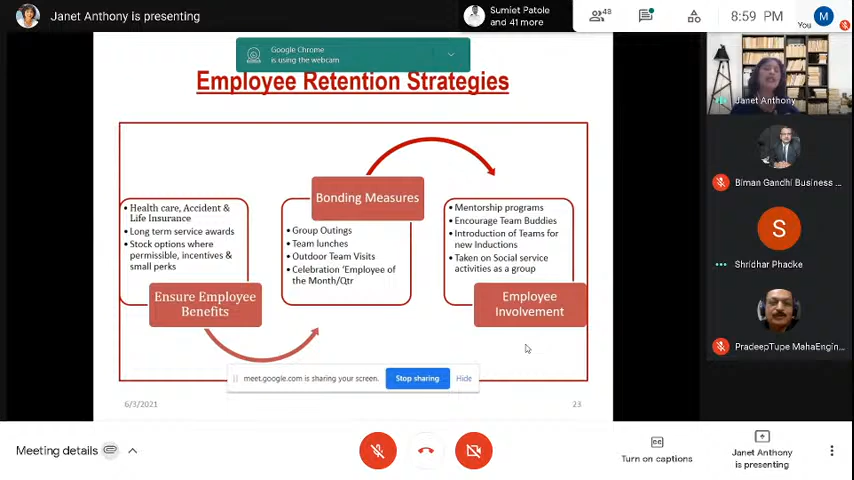 Janet Anthony is presenting
Sumiet Patole
and 41 more
48
8:59 PM
You
M
Google Chrome
is using the webcam
Employee Retention Strategies
• Health care, Accident &
Life Insurance
• Long term service awards
• Stock options where
permissible, incentives &
small perks
Ensure Employee
Benefits
Bonding Measures
• Group Outings
• Team lunches
• Outdoor Team Visits
• Celebration 'Employee of
the Month/Qtr
• Mentorship programs
• Encourage Team Buddies
• Introduction of Teams for
new Inductions
• Taken on Social service
activities as a group
Employee
Involvement
meet.google.com is sharing your screen.
Stop sharing
Hide
6/3/2021
23
Janet Anthony
Biman Gandhi Business ...
S
Shridhar Phadke
PradeepTupe MahaEngin...
Meeting details
Turn on captions
Janet Anthony
is presenting